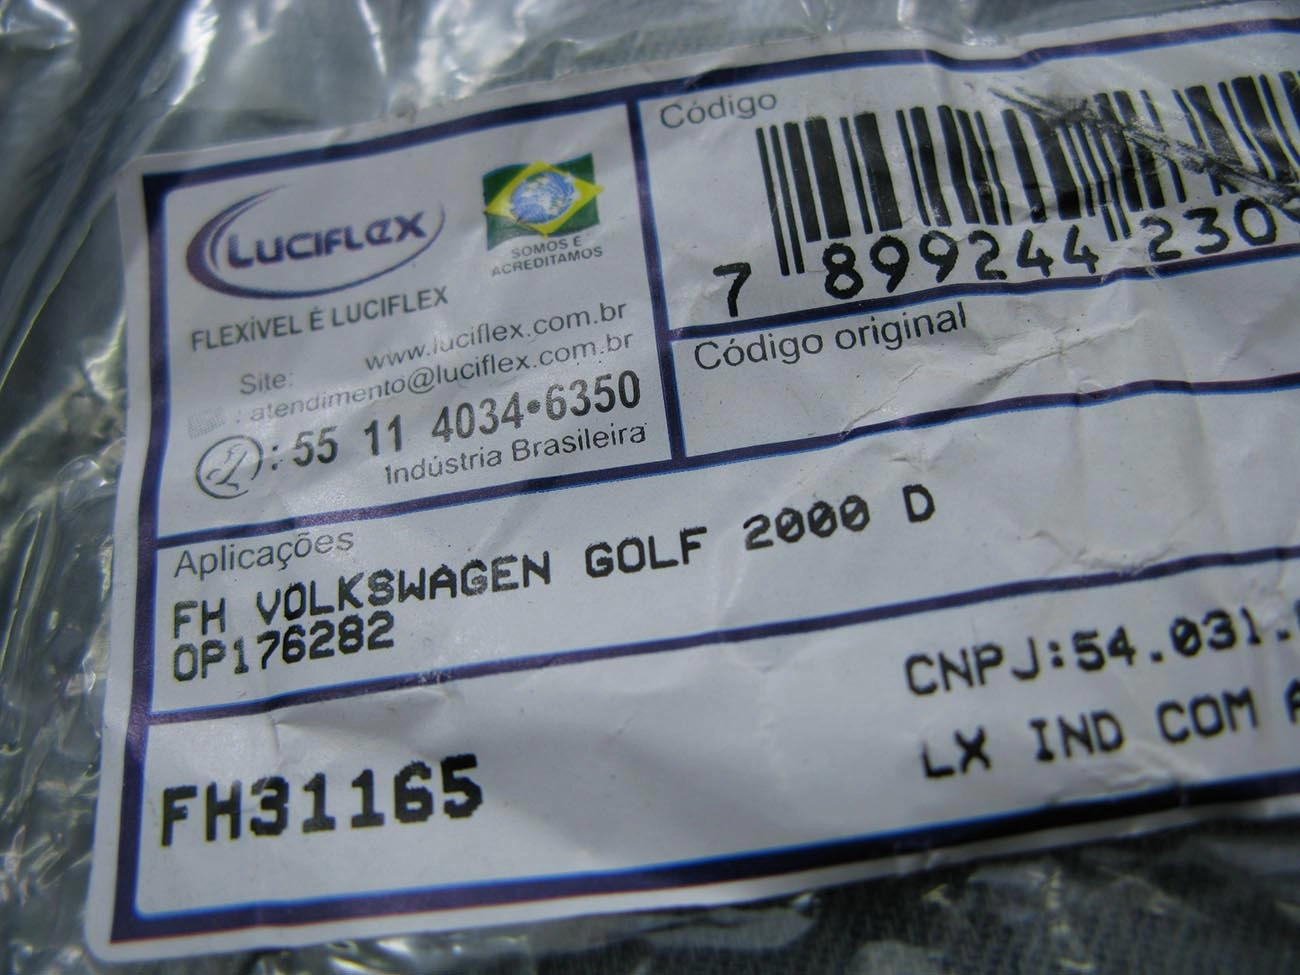 LUCIFLEX
SOMOS E
ACREDITAMOS
FLEXÍVEL É LUCIFLEX
Site: www.luciflex.com.br
: atendimento@luciflex.com.br
: 55 11 4034•6350
Indústria Brasileira
Código
7 899244 230
Código original
Aplicações
FH VOLKSWAGEN GOLF 2000 D
OP176282
FH31165
CNPJ:54.031.
LX IND COM